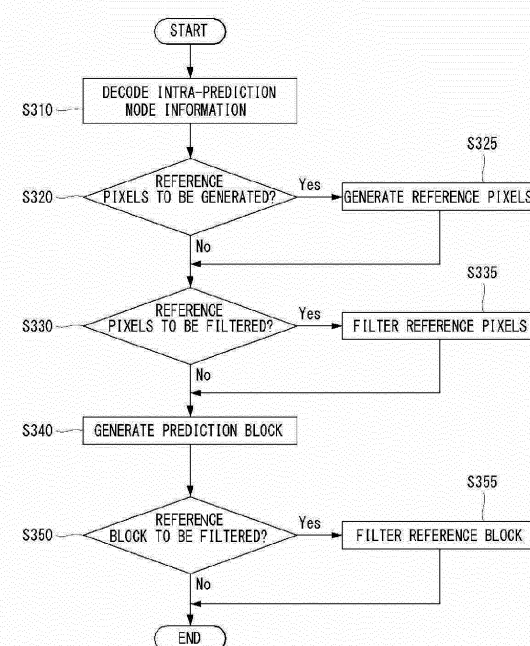 START
DECODE INTRA-PREDICTION
NODE INFORMATION
S310
S325
REFERENCE
PIXELS TO BE GENERATED?
S320
Yes
GENERATE REFERENCE PIXELS
No
S335
REFERENCE
PIXELS TO BE FILTERED?
S330
Yes
FILTER REFERENCE PIXELS
No
S340
GENERATE PREDICTION BLOCK
S355
REFERENCE
BLOCK TO BE FILTERED?
S350
Yes
FILTER REFERENCE BLOCK
No
END